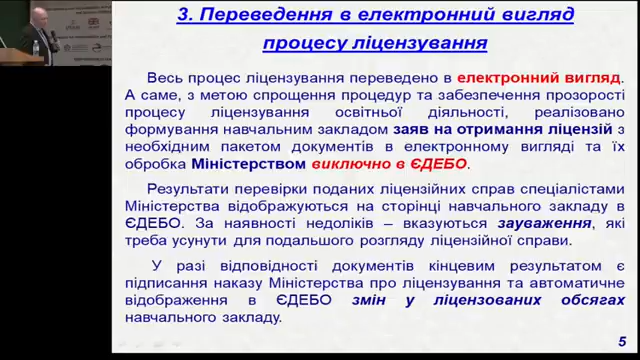 3. Переведення в електронний вигляд
процесу ліцензування
Весь процес ліцензування переведено в електронний вигляд.
А саме, з метою спрощення процедур та забезпечення прозорості
процесу ліцензування освітньої діяльності, реалізовано
формування навчальним закладом заяв на отримання ліцензій з
необхідним пакетом документів в електронному вигляді та їх
обробка Міністерством виключно в ЄДЕБО.
Результати перевірки поданих ліцензійних справ спеціалістами
Міністерства відображуються на сторінці навчального закладу в
ЄДЕБО. За наявності недоліків – вказуються зауваження, які
треба усунути для подальшого розгляду ліцензійної справи.
У разі відповідності документів кінцевим результатом є
підписання наказу Міністерства про ліцензування та автоматичне
відображення в ЄДЕБО змін у ліцензованих обсягах
навчального закладу.
5